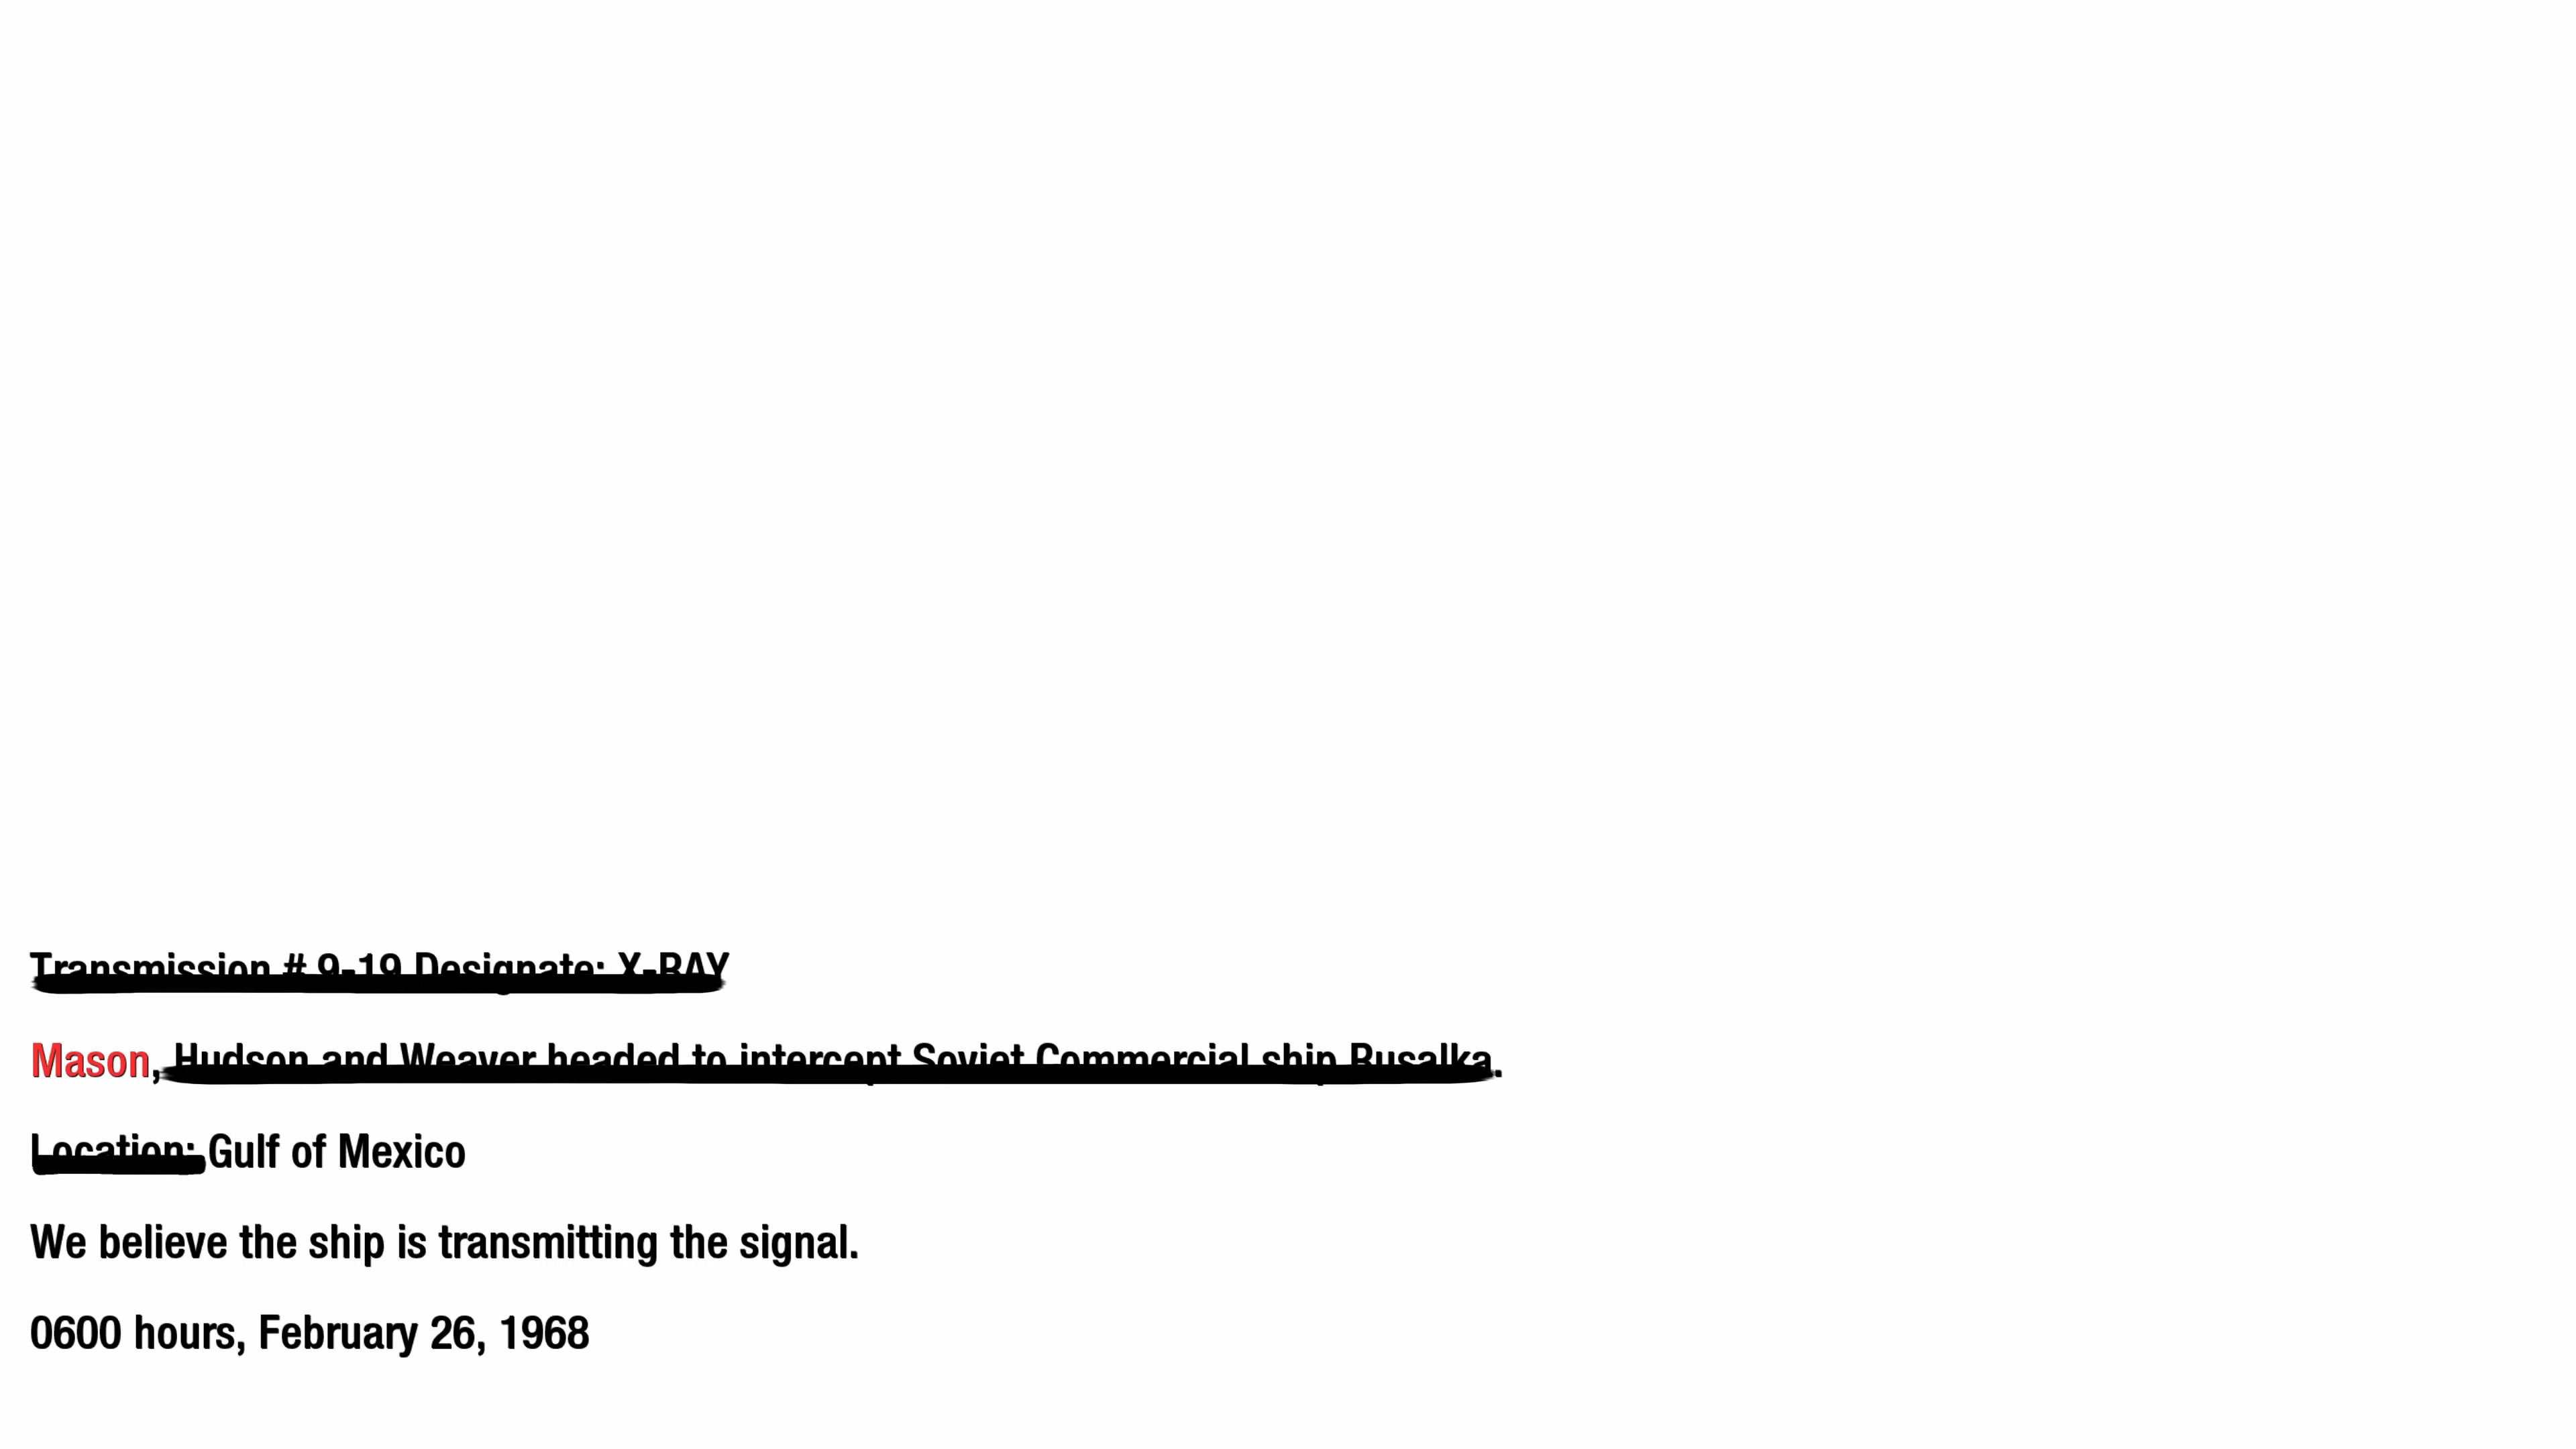 Transmission # 9-19 Designate: X-RAY
Mason, Hudson and Weaver headed to intercept Soviet Commercial ship Rusalka.
Location: Gulf of Mexico
We believe the ship is transmitting the signal.
0600 hours, February 26, 1968